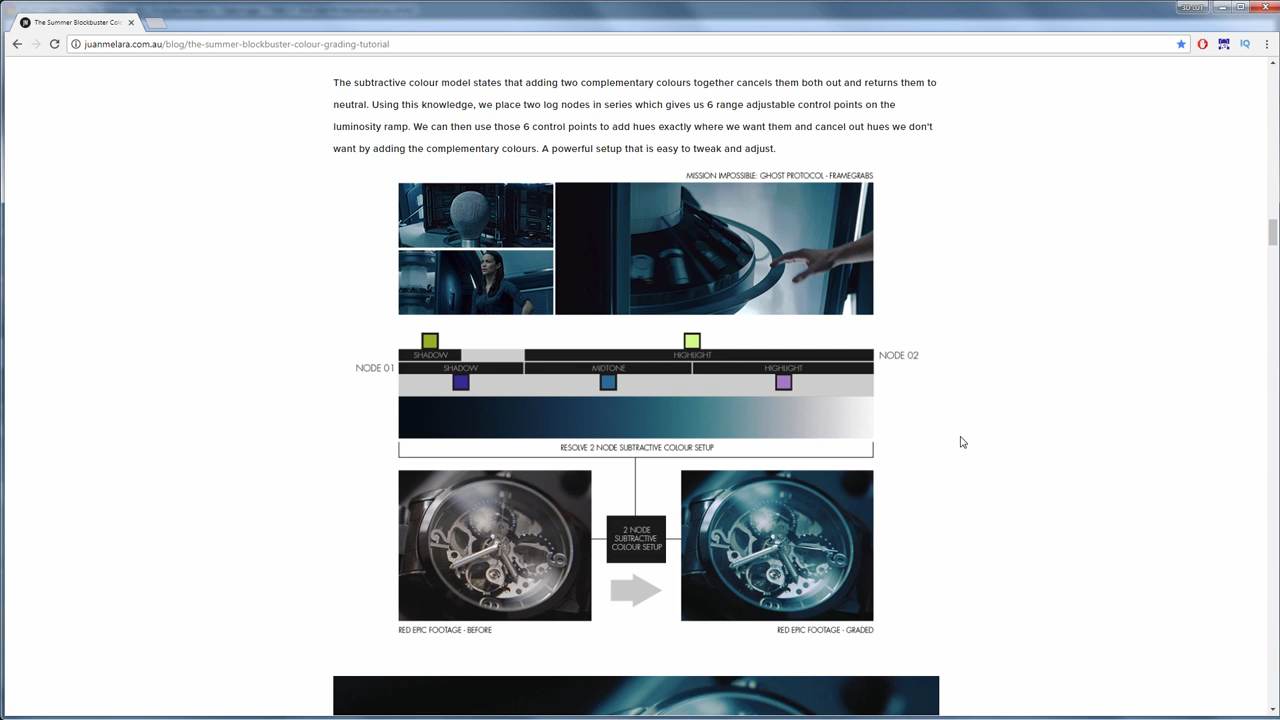 3D LUT
The Summer Blockbuster Col
juanmelara.com.au/blog/the-summer-blockbuster-colour-grading-tutorial
The subtractive colour model states that adding two complementary colours together cancels them both out and returns them to
neutral. Using this knowledge, we place two log nodes in series which gives us 6 range adjustable control points on the
luminosity ramp. We can then use those 6 control points to add hues exactly where we want them and cancel out hues we don't
want by adding the complementary colours. A powerful setup that is easy to tweak and adjust.
MISSION IMPOSSIBLE: GHOST PROTOCOL - FRAMEGRABS
SHADOW HIGHLIGHT NODE 02
NODE 01 SHADOW MIDTONE HIGHLIGHT
RESOLVE 2 NODE SUBTRACTIVE COLOUR SETUP
2 NODE
SUBTRACTIVE
COLOUR SETUP
RED EPIC FOOTAGE - BEFORE
RED EPIC FOOTAGE - GRADED